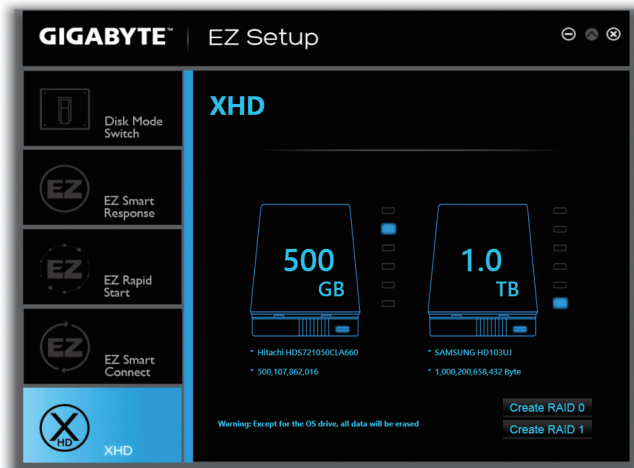 GIGABYTE™ EZ Setup
Disk Mode
Switch
EZ
EZ Smart
Response
EZ
EZ Rapid
Start
EZ
EZ Smart
Connect
X
HD
XHD
XHD
500
GB
1.0
TB
* Hitachi HDS721050CLA660
* 500,107,862,016
* SAMSUNG HD103UJ
* 1,000,200,658,432 Byte
Warning: Except for the OS drive, all data will be erased
Create RAID 0
Create RAID 1